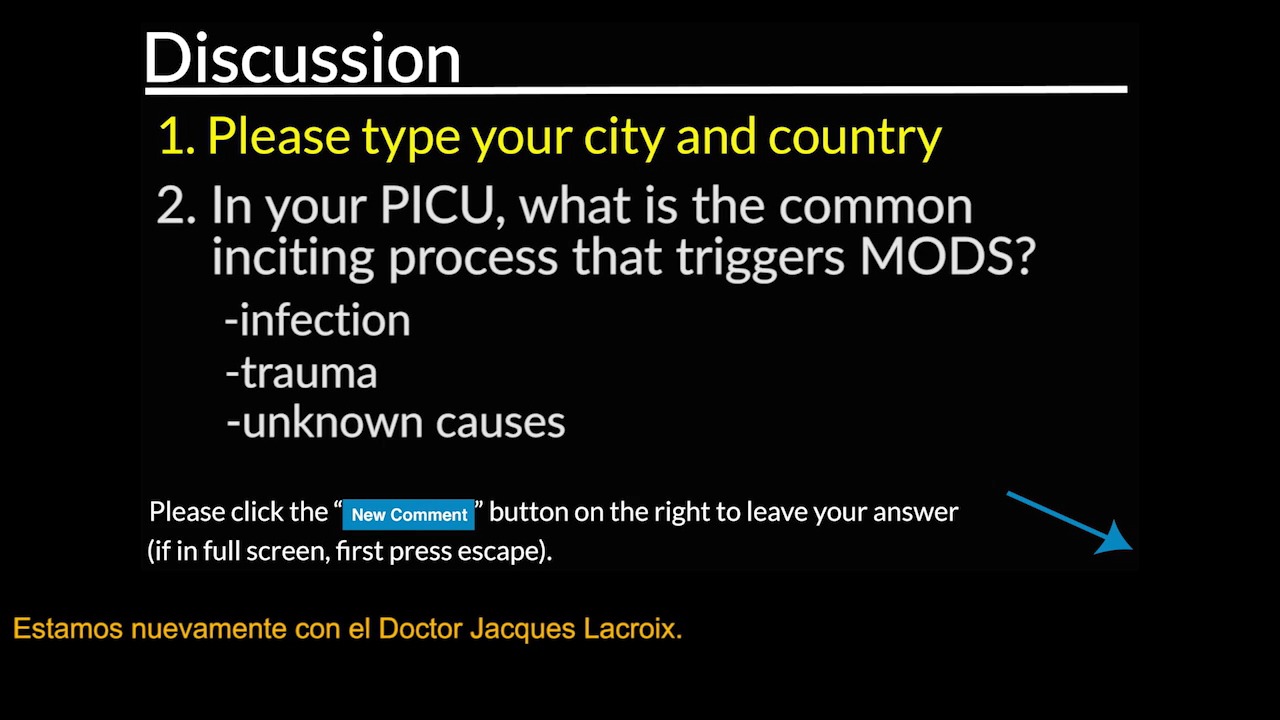 Discussion
1. Please type your city and country
2. In your PICU, what is the common
inciting process that triggers MODS?
-infection
-trauma
-unknown causes
Please click the “New Comment” button on the right to leave your answer
(if in full screen, first press escape).
Estamos nuevamente con el Doctor Jacques Lacroix.